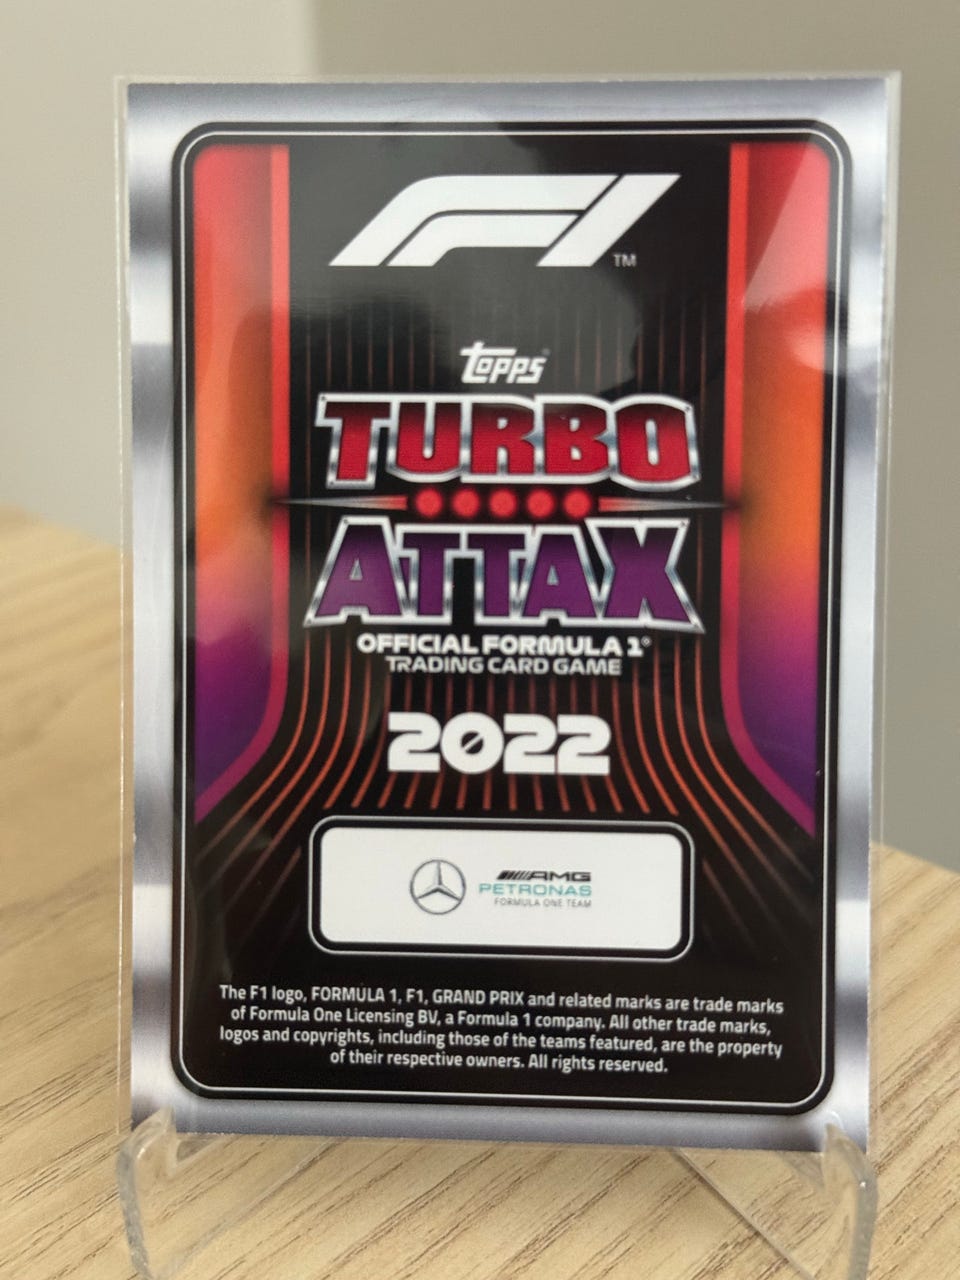 F1
TM
topps
TURBO
ATTAX
OFFICIAL FORMULA 1®
TRADING CARD GAME
2022
AMG
PETRONAS
FORMULA ONE TEAM
The F1 logo, FORMULA 1, F1, GRAND PRIX and related marks are trade marks
of Formula One Licensing BV, a Formula 1 company. All other trade marks,
logos and copyrights, including those of the teams featured, are the property
of their respective owners. All rights reserved.